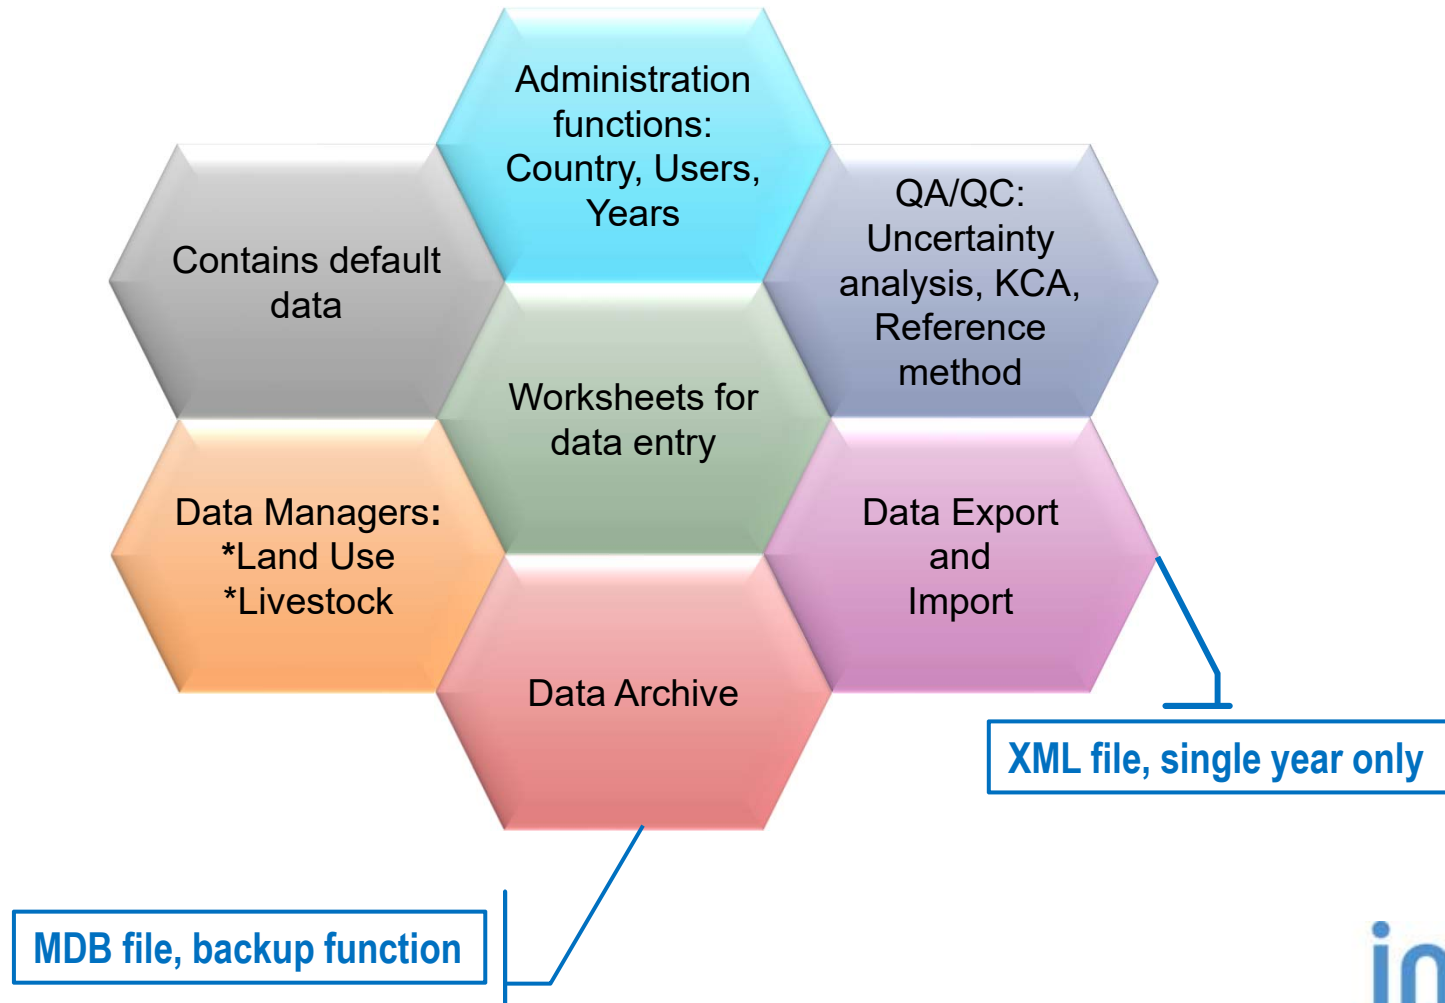 Administration
functions:
Country, Users,
Years
Contains default
data
QA/QC:
Uncertainty
analysis, KCA,
Reference
method
Worksheets for
data entry
Data Managers:
*Land Use
*Livestock
Data Export
and
Import
Data Archive
XML file, single year only
MDB file, backup function
in